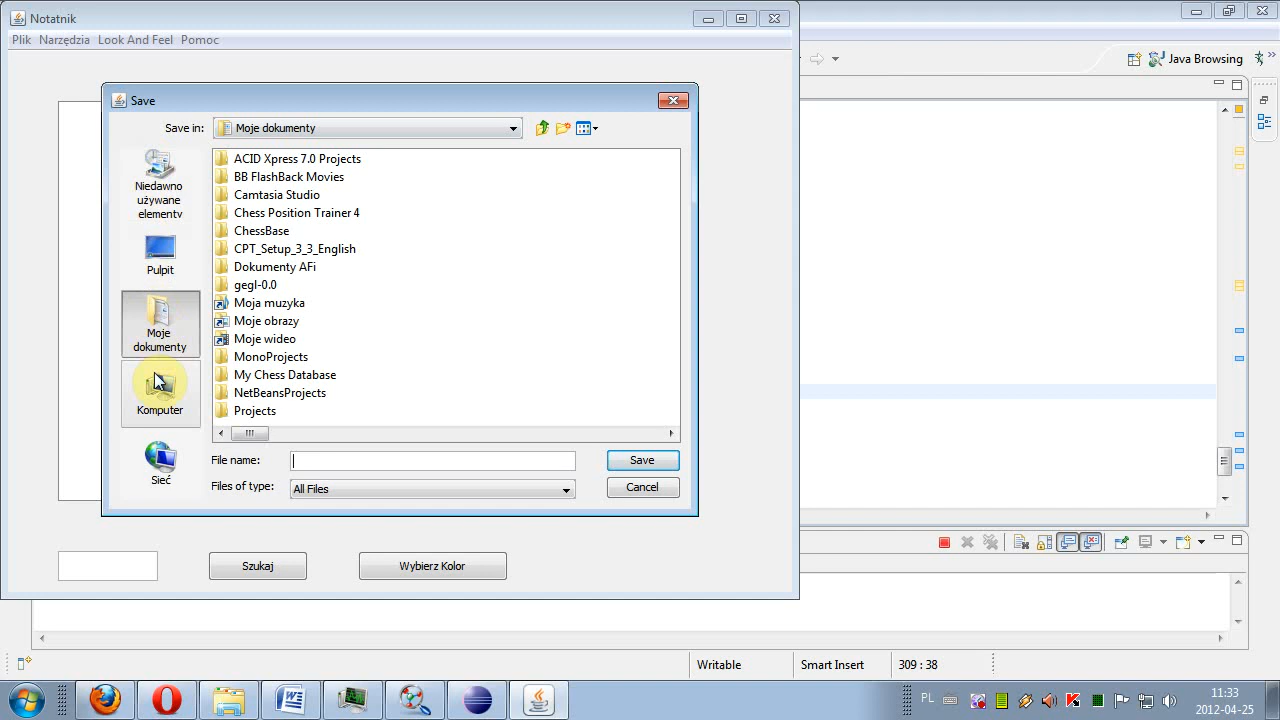 Notatnik
Plik Narzędzia Look And Feel Pomoc
Java Browsing
Save
Save in: Moje dokumenty
Niedawno
używane
elementy
Pulpit
Moje
dokumenty
Komputer
Sieć
ACID Xpress 7.0 Projects
BB FlashBack Movies
Camtasia Studio
Chess Position Trainer 4
ChessBase
CPT_Setup_3_3_English
Dokumenty AFi
gegl-0.0
Moja muzyka
Moje obrazy
Moje wideo
MonoProjects
My Chess Database
NetBeansProjects
Projects
File name: Save
Files of type: All Files Cancel
Szukaj Wybierz Kolor
Writable Smart Insert 309 : 38
PL
11:33
2012-04-25